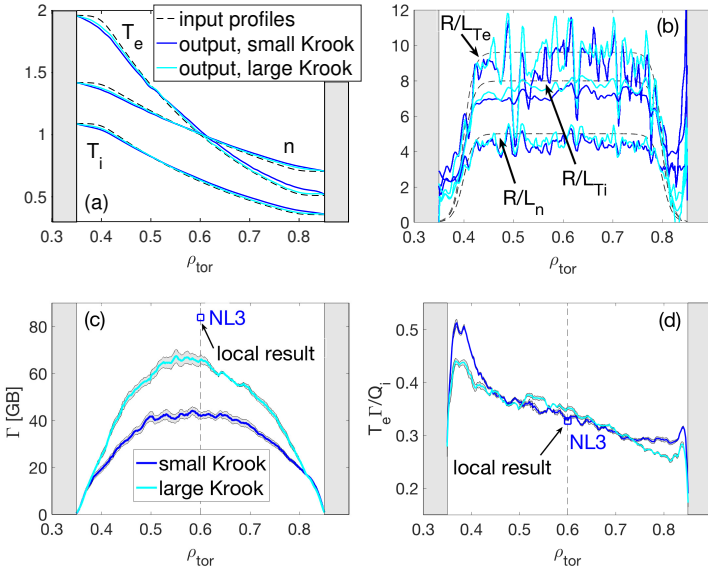 2
1.5
1
0.5
T_e
T_i
n
(a)
input profiles
output, small Krook
output, large Krook
0.3 0.4 0.5 0.6 0.7 0.8
ρ_tor
12
10
8
6
4
2
0
(b)
R/L_Te
R/L_Ti
R/L_n
0.3 0.4 0.5 0.6 0.7 0.8
ρ_tor
80
60
40
20
0
Γ [GB]
(c)
NL3
local result
small Krook
large Krook
0.3 0.4 0.5 0.6 0.7 0.8
ρ_tor
0.5
0.4
0.3
0.2
T_eΓ/Q_i
(d)
NL3
local result
0.3 0.4 0.5 0.6 0.7 0.8
ρ_tor